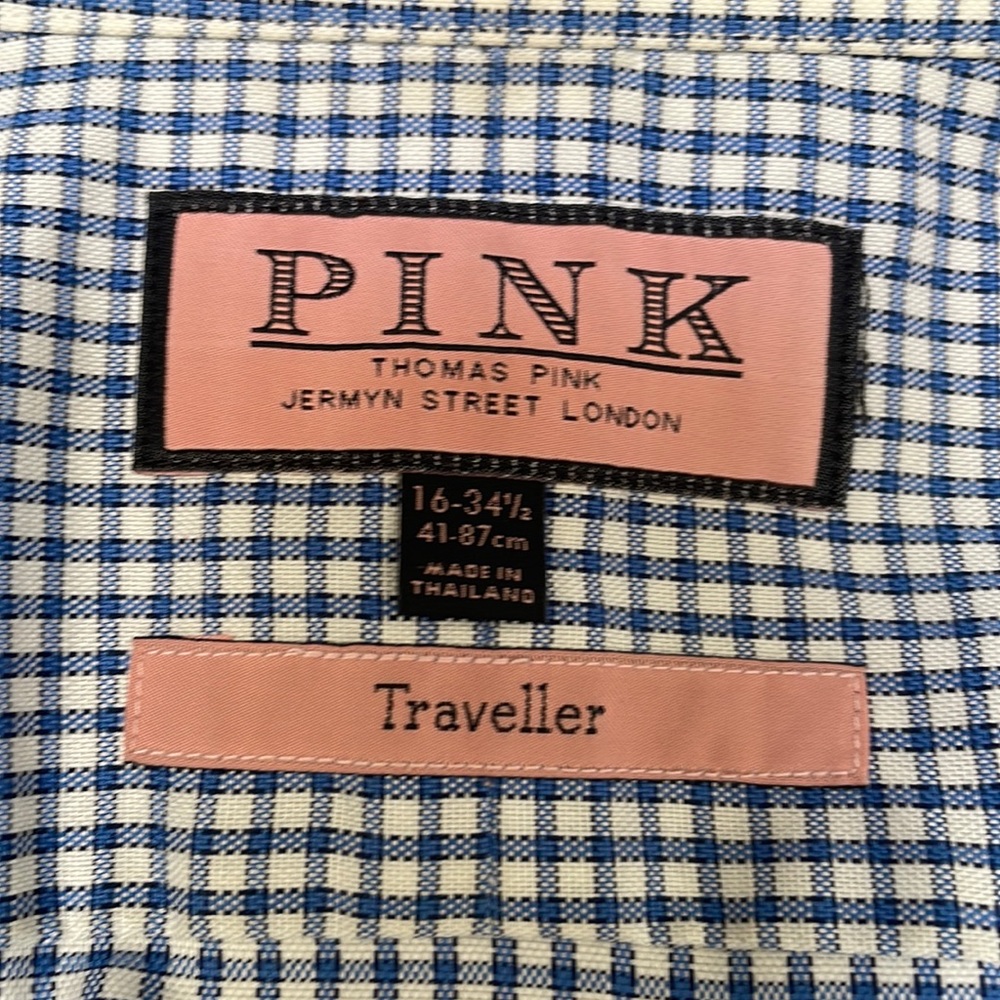 PINK
THOMAS PINK
JERMYN STREET LONDON
16-34½
41-87cm
MADE IN
THAILAND
Traveller